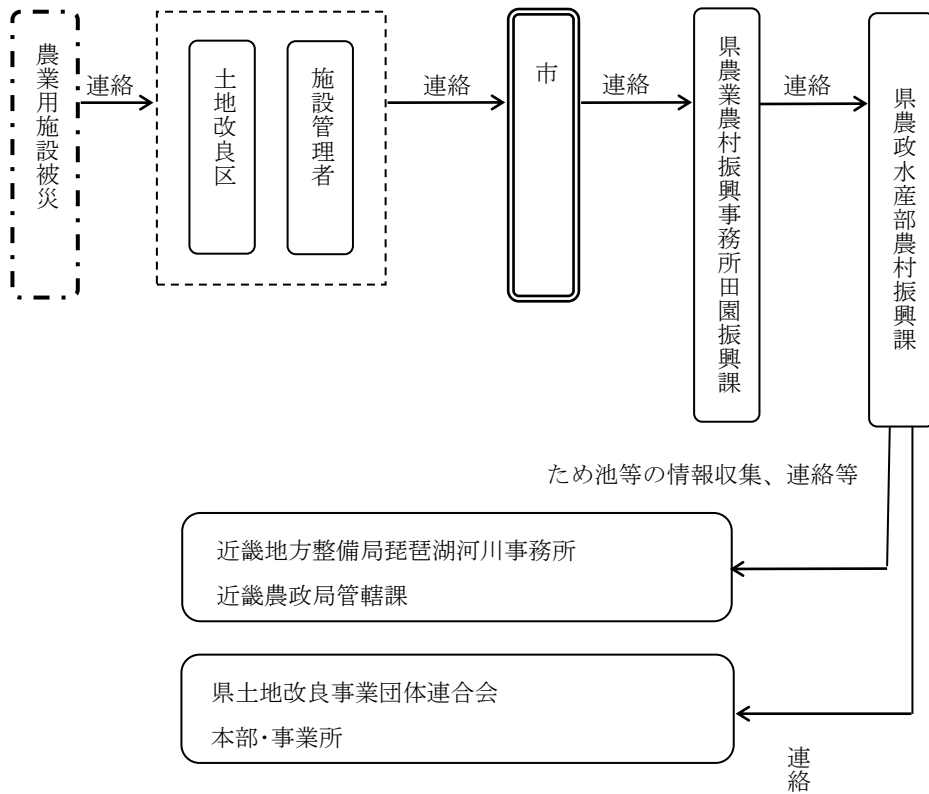 農業用施設被災
連絡
土地改良区
施設管理者
連絡
市
連絡
県農業農村振興事務所田園振興課
連絡
県農政水産部農村振興課
ため池等の情報収集、連絡等
近畿地方整備局琵琶湖河川事務所
近畿農政局管轄課
県土地改良事業団体連合会
本部・事業所
連絡